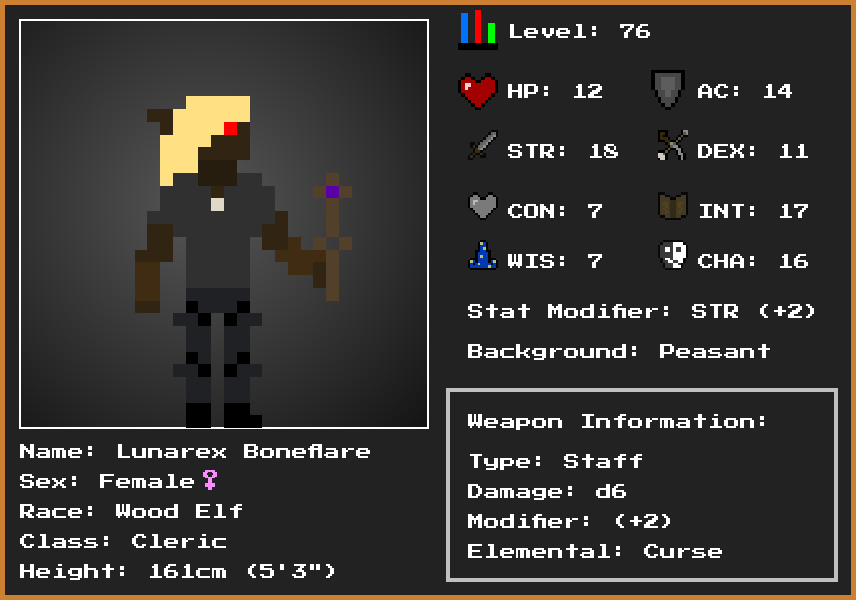 Level: 76
HP: 12
AC: 14
STR: 18
DEX: 11
CON: 7
INT: 17
WIS: 7
CHA: 16
Stat Modifier: STR (+2)
Background: Peasant
Weapon Information:
Type: Staff
Damage: d6
Modifier: (+2)
Elemental: Curse
Name: Lunarex Boneflare
Sex: Female♀
Race: Wood Elf
Class: Cleric
Height: 161cm (5'3")